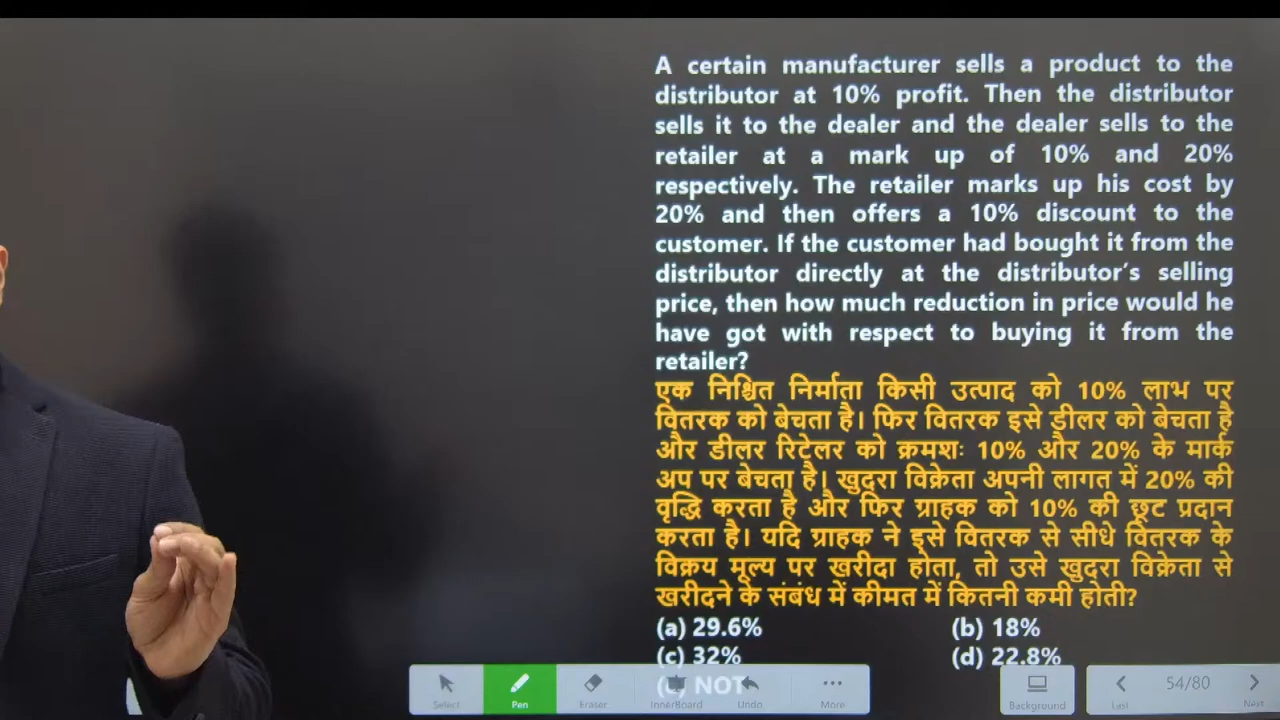 A certain manufacturer sells a product to the
distributor at 10% profit. Then the distributor
sells it to the dealer and the dealer sells to the
retailer at a mark up of 10% and 20%
respectively. The retailer marks up his cost by
20% and then offers a 10% discount to the
customer. If the customer had bought it from the
distributor directly at the distributor's selling
price, then how much reduction in price would he
have got with respect to buying it from the
retailer?
एक निश्चित निर्माता किसी उत्पाद को 10% लाभ पर
वितरक को बेचता है। फिर वितरक इसे डीलर को बेचता है
और डीलर रिटेलर को क्रमशः 10% और 20% के मार्क
अप पर बेचता है। खुदरा विक्रेता अपनी लागत में 20% की
वृद्धि करता है और फिर ग्राहक को 10% की छूट प्रदान
करता है। यदि ग्राहक ने इसे वितरक से सीधे वितरक के
विक्रय मूल्य पर खरीदा होता, तो उसे खुदरा विक्रेता से
खरीदने के संबंध में कीमत में कितनी कमी होती?
(a) 29.6% (b) 18%
(c) 32% (d) 22.8%
NOT
Select Pen Eraser InnerBoard Undo More Background Last 54/80 Next